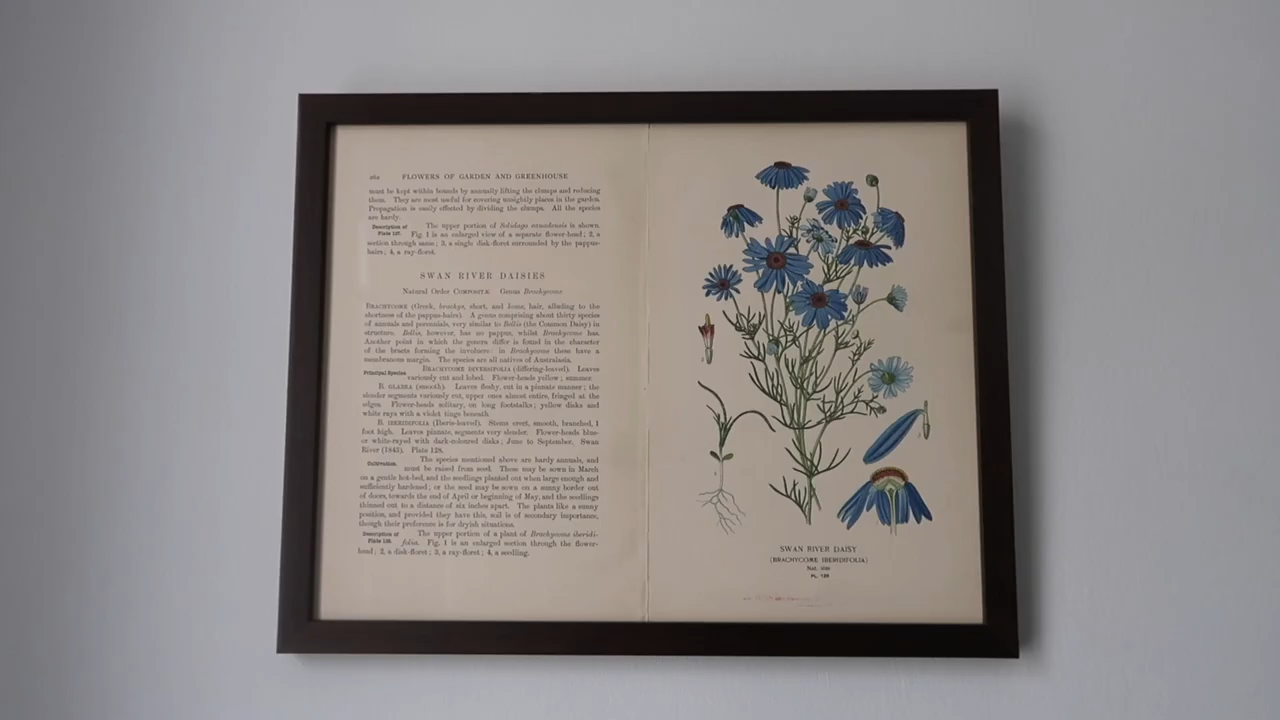 262 FLOWERS OF GARDEN AND GREENHOUSE
must be kept within bounds by annually lifting the clumps and reducing
them. They are most useful for covering unsightly places in the garden.
Propagation is easily effected by dividing the clumps. All the species
are hardy.
Description of Plate 127. The upper portion of Solidago canadensis is shown.
Fig. 1 is an enlarged view of a separate flower-head; 2, a
section through same; 3, a single disk-floret surrounded by the pappus-
hairs; 4, a ray-floret.
SWAN RIVER DAISIES
Natural Order COMPOSITÆ Genus Brachycome
BRACHYCOME (Greek, brachys, short, and kome, hair, alluding to the
shortness of the pappus-hairs). A genus comprising about thirty species
of annuals and perennials, very similar to Bellis (the Common Daisy) in
structure. Bellis, however, has no pappus, whilst Brachycome has.
Another point in which the genera differ is found in the character
of the bracts forming the involucre: in Brachycome these have a
membranous margin. The species are all natives of Australasia.
Principal Species BRACHYCOME DIVERSIFOLIA (differing-leaved). Leaves
variously cut and lobed. Flower-heads yellow; summer.
B. GLABRA (smooth). Leaves fleshy, cut in a pinnate manner; the
slender segments variously cut, upper ones almost entire, fringed at the
edges. Flower-heads solitary, on long footstalks; yellow disks and
white rays with a violet tinge beneath.
B. IBERIDIFOLIA (Iberis-leaved). Stems erect, smooth, branched, 1
foot high. Leaves pinnate, segments very slender. Flower-heads blue-
or white-rayed with dark-coloured disks; June to September. Swan
River (1843). Plate 128.
Cultivation. The species mentioned above are hardy annuals, and
must be raised from seed. These may be sown in March
on a gentle hot-bed, and the seedlings planted out when large enough and
sufficiently hardened; or the seed may be sown on a sunny border out
of doors, towards the end of April or beginning of May, and the seedlings
thinned out to a distance of six inches apart. The plants like a sunny
position, and provided they have this, soil is of secondary importance,
though their preference is for dryish situations.
Description of Plate 128. The upper portion of a plant of Brachycome iberidi-
folia. Fig. 1 is an enlarged section through the flower-
head; 2, a disk-floret; 3, a ray-floret; 4, a seedling.
SWAN RIVER DAISY
(BRACHYCOME IBERIDIFOLIA)
Nat. size
PL. 128